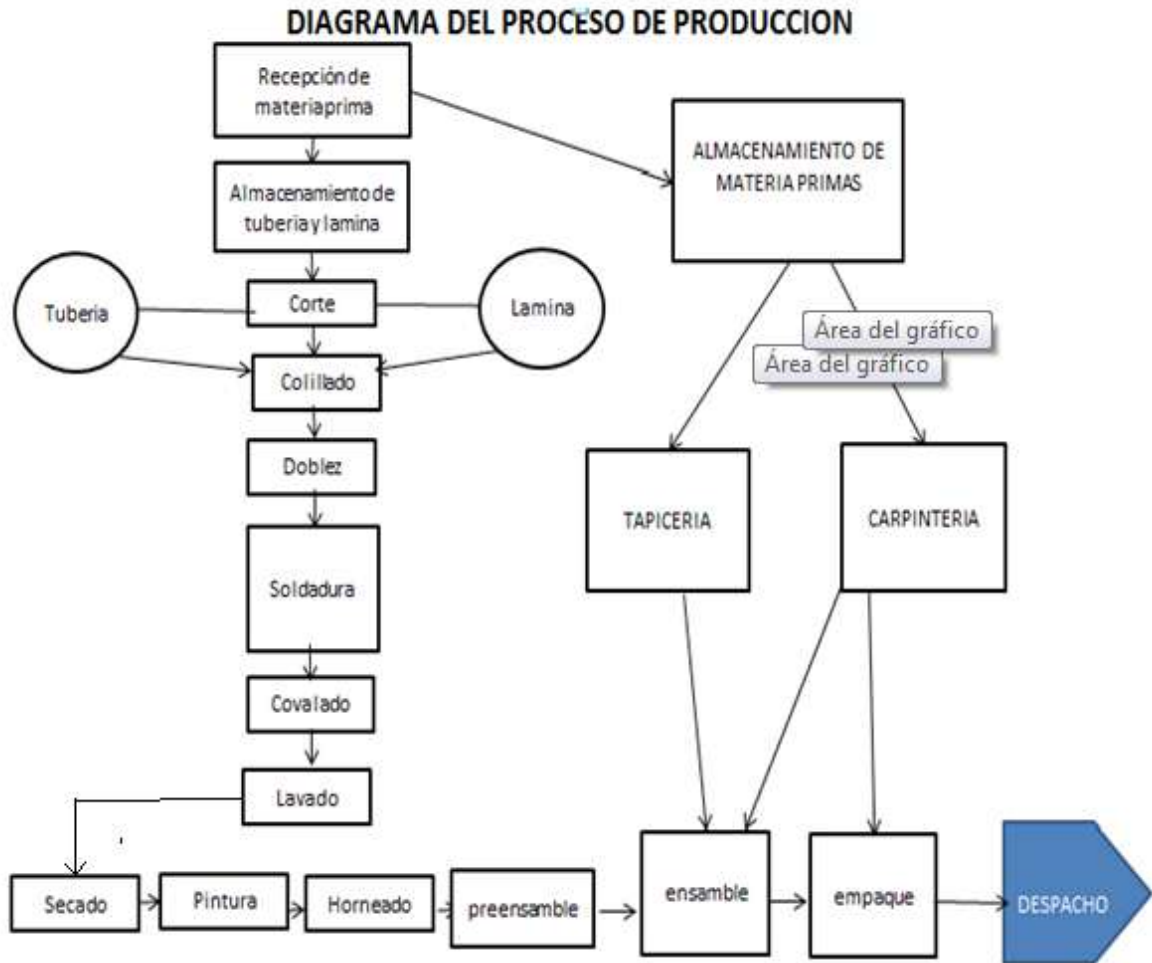 DIAGRAMA DEL PROCESO DE PRODUCCION
Recepción de
materia prima
ALMACENAMIENTO DE
MATERIA PRIMAS
Almacenamiento de
tuberia y lamina
Tuberia
Corte
Lamina
Área del gráfico
Área del gráfico
Colillado
Doblez
TAPICERIA
CARPINTERIA
Soldadura
Covalado
Lavado
Secado
Pintura
Horneado
preensamble
ensamble
empaque
DESPACHO